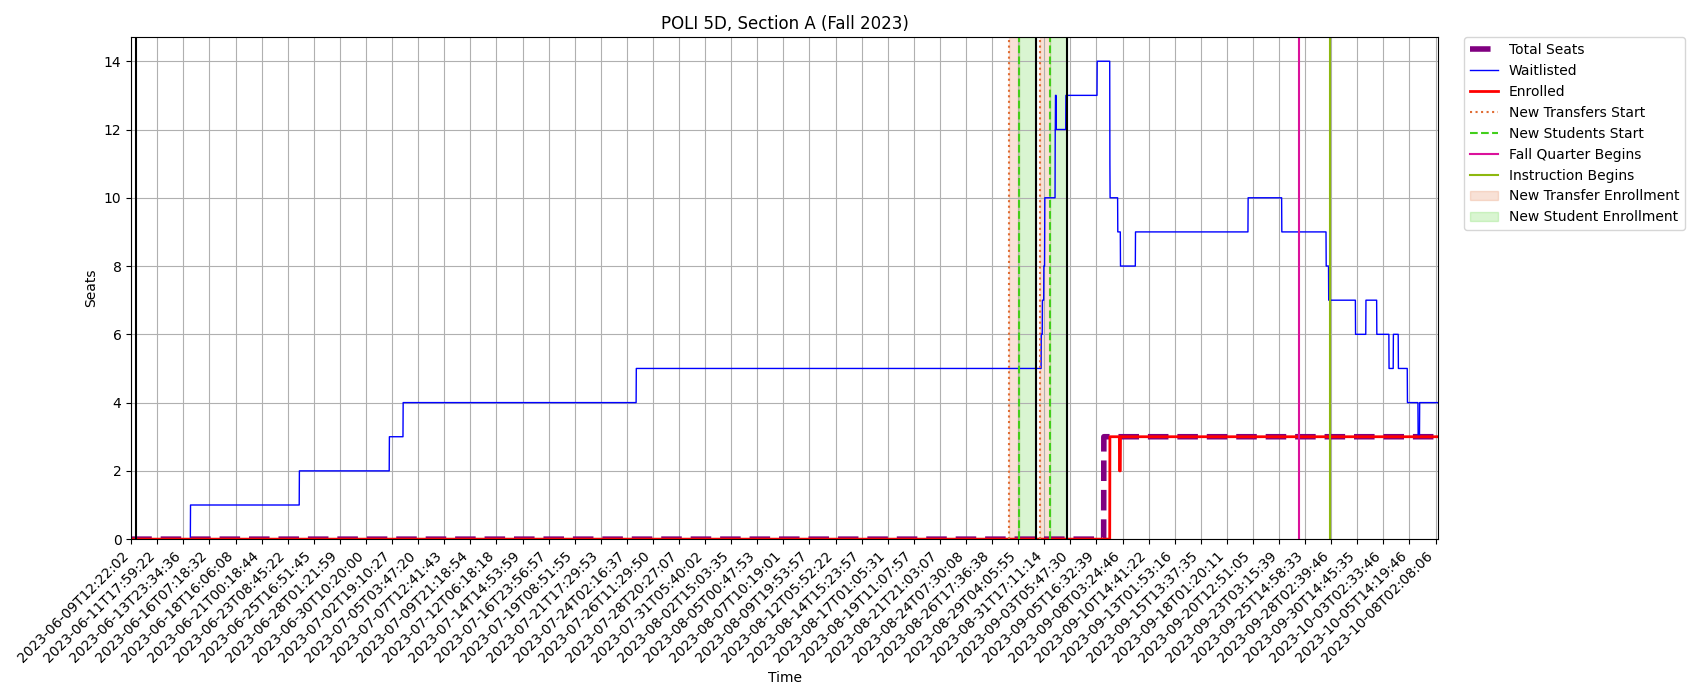 POLI 5D, Section A (Fall 2023)
Seats
14
12
10
8
6
4
2
0
2023-06-09T12:22:02
2023-06-11T17:59:22
2023-06-13T23:34:36
2023-06-16T07:18:32
2023-06-18T16:06:08
2023-06-21T00:18:44
2023-06-23T08:45:22
2023-06-25T16:51:45
2023-06-28T01:21:59
2023-06-30T10:20:00
2023-07-02T19:10:27
2023-07-05T03:47:20
2023-07-07T12:41:43
2023-07-09T21:18:54
2023-07-12T06:18:18
2023-07-14T14:53:59
2023-07-16T23:56:57
2023-07-19T08:51:55
2023-07-21T17:29:53
2023-07-24T02:16:37
2023-07-26T11:29:50
2023-07-28T20:27:07
2023-07-31T05:40:02
2023-08-02T15:03:35
2023-08-05T00:47:53
2023-08-07T10:19:01
2023-08-09T19:53:57
2023-08-12T05:52:22
2023-08-14T15:23:57
2023-08-17T01:05:31
2023-08-19T11:07:57
2023-08-21T21:03:07
2023-08-24T07:30:08
2023-08-26T17:36:38
2023-08-29T04:05:55
2023-08-31T17:11:14
2023-09-03T05:47:30
2023-09-05T16:32:39
2023-09-08T03:24:46
2023-09-10T14:41:22
2023-09-13T01:53:16
2023-09-15T13:37:35
2023-09-18T01:20:11
2023-09-20T12:51:05
2023-09-23T03:15:39
2023-09-25T14:58:33
2023-09-28T02:39:46
2023-09-30T14:45:35
2023-10-03T02:33:46
2023-10-05T14:19:46
2023-10-08T02:08:06
Time
Total Seats
Waitlisted
Enrolled
New Transfers Start
New Students Start
Fall Quarter Begins
Instruction Begins
New Transfer Enrollment
New Student Enrollment